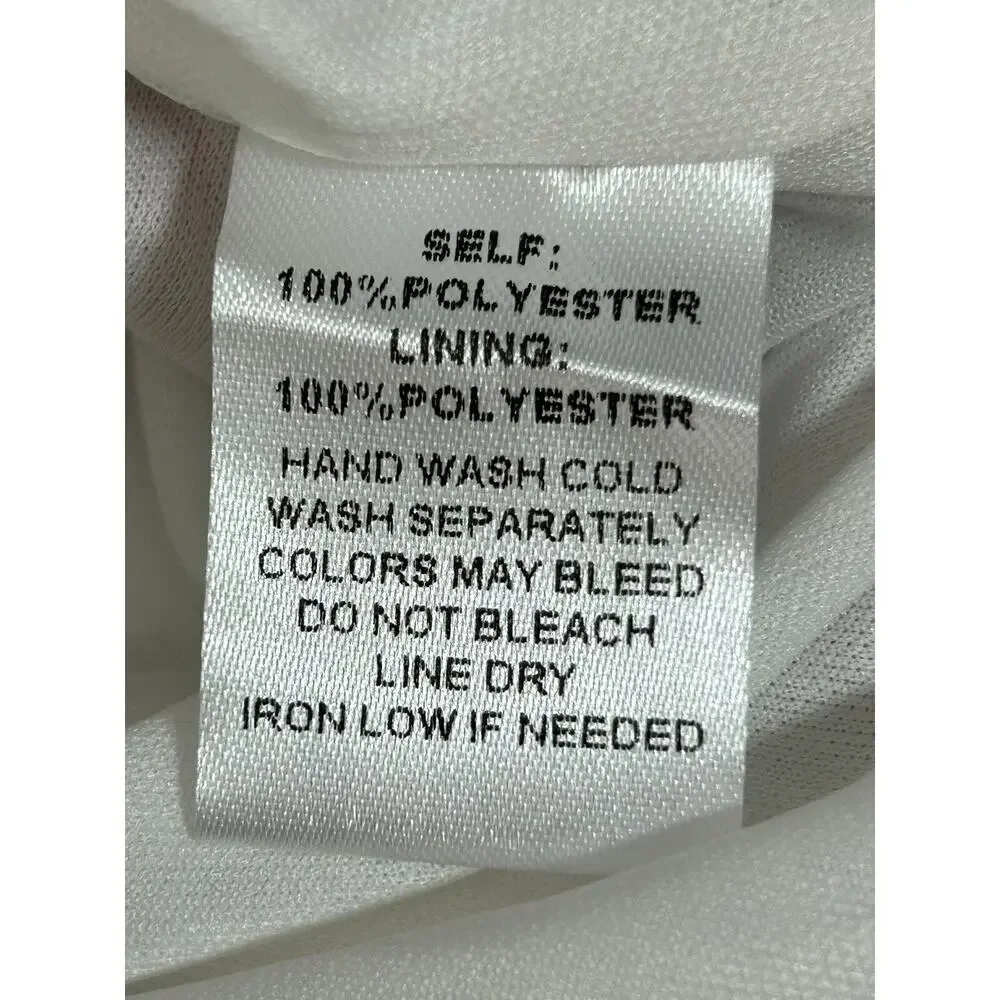 SELF:
100%POLYESTER
LINING:
100%POLYESTER
HAND WASH COLD
WASH SEPARATELY
COLORS MAY BLEED
DO NOT BLEACH
LINE DRY
IRON LOW IF NEEDED